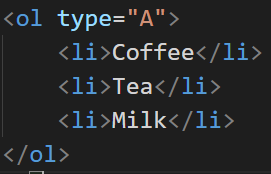 <ol type="A">
    <li>Coffee</li>
    <li>Tea</li>
    <li>Milk</li>
</ol>